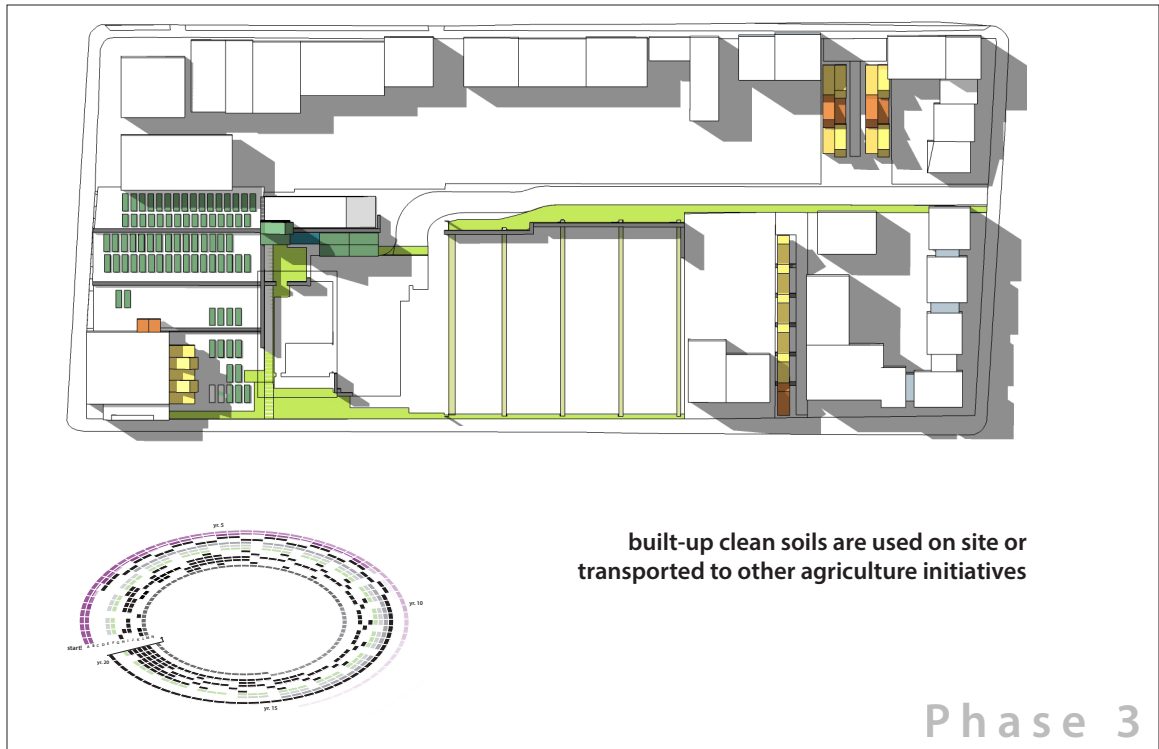 built-up clean soils are used on site or
transported to other agriculture initiatives
yr. 5
yr. 10
start!
yr. 20
yr. 15
Phase 3